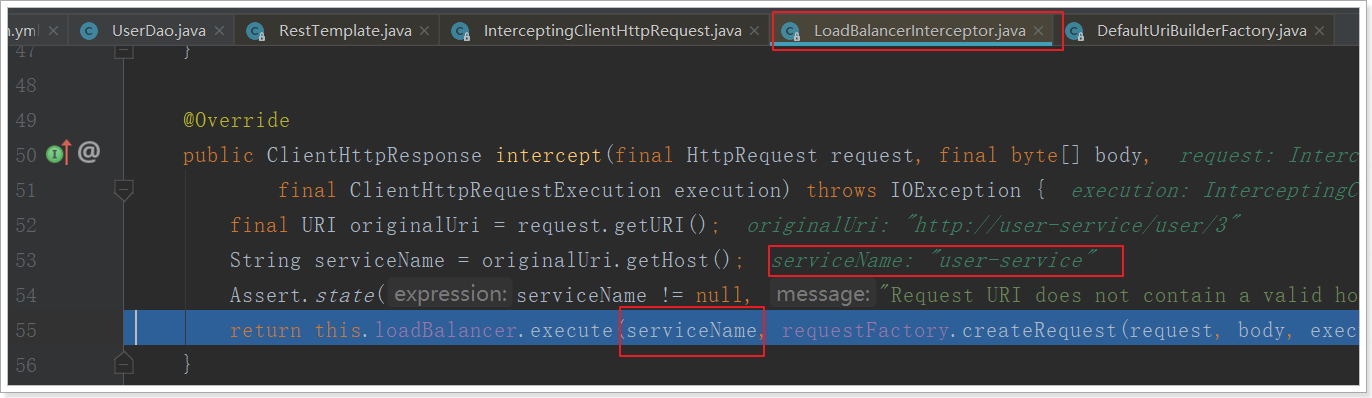 n.yml UserDao.java RestTemplate.java InterceptingClientHttpRequest.java LoadBalancerInterceptor.java DefaultUriBuilderFactory.java
47 }
48
49 @Override
50 public ClientHttpResponse intercept(final HttpRequest request, final byte[] body, request: Interc
51 final ClientHttpRequestExecution execution) throws IOException { execution: InterceptingC
52 final URI originalUri = request.getURI(); originalUri: "http://user-service/user/3"
53 String serviceName = originalUri.getHost(); serviceName: "user-service"
54 Assert.state( expression: serviceName != null, message: "Request URI does not contain a valid ho
55 return this.loadBalancer.execute(serviceName, requestFactory.createRequest(request, body, exec
56 }